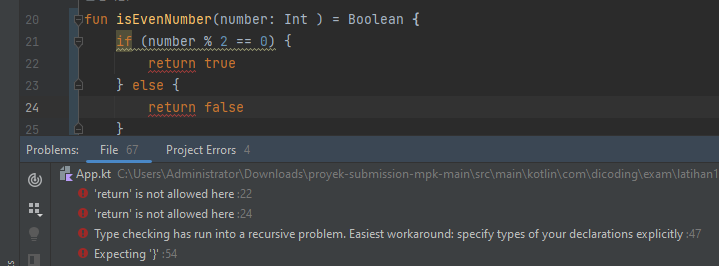 20 fun isEvenNumber(number: Int ) = Boolean {
21 if (number % 2 == 0) {
22 return true
23 } else {
24 return false
25 }
Problems: File 67 Project Errors 4
App.kt C:\Users\Administrator\Downloads\proyek-submission-mpk-main\src\main\kotlin\com\dicoding\exam\latihan1
'return' is not allowed here :22
'return' is not allowed here :24
Type checking has run into a recursive problem. Easiest workaround: specify types of your declarations explicitly :47
Expecting '}' :54